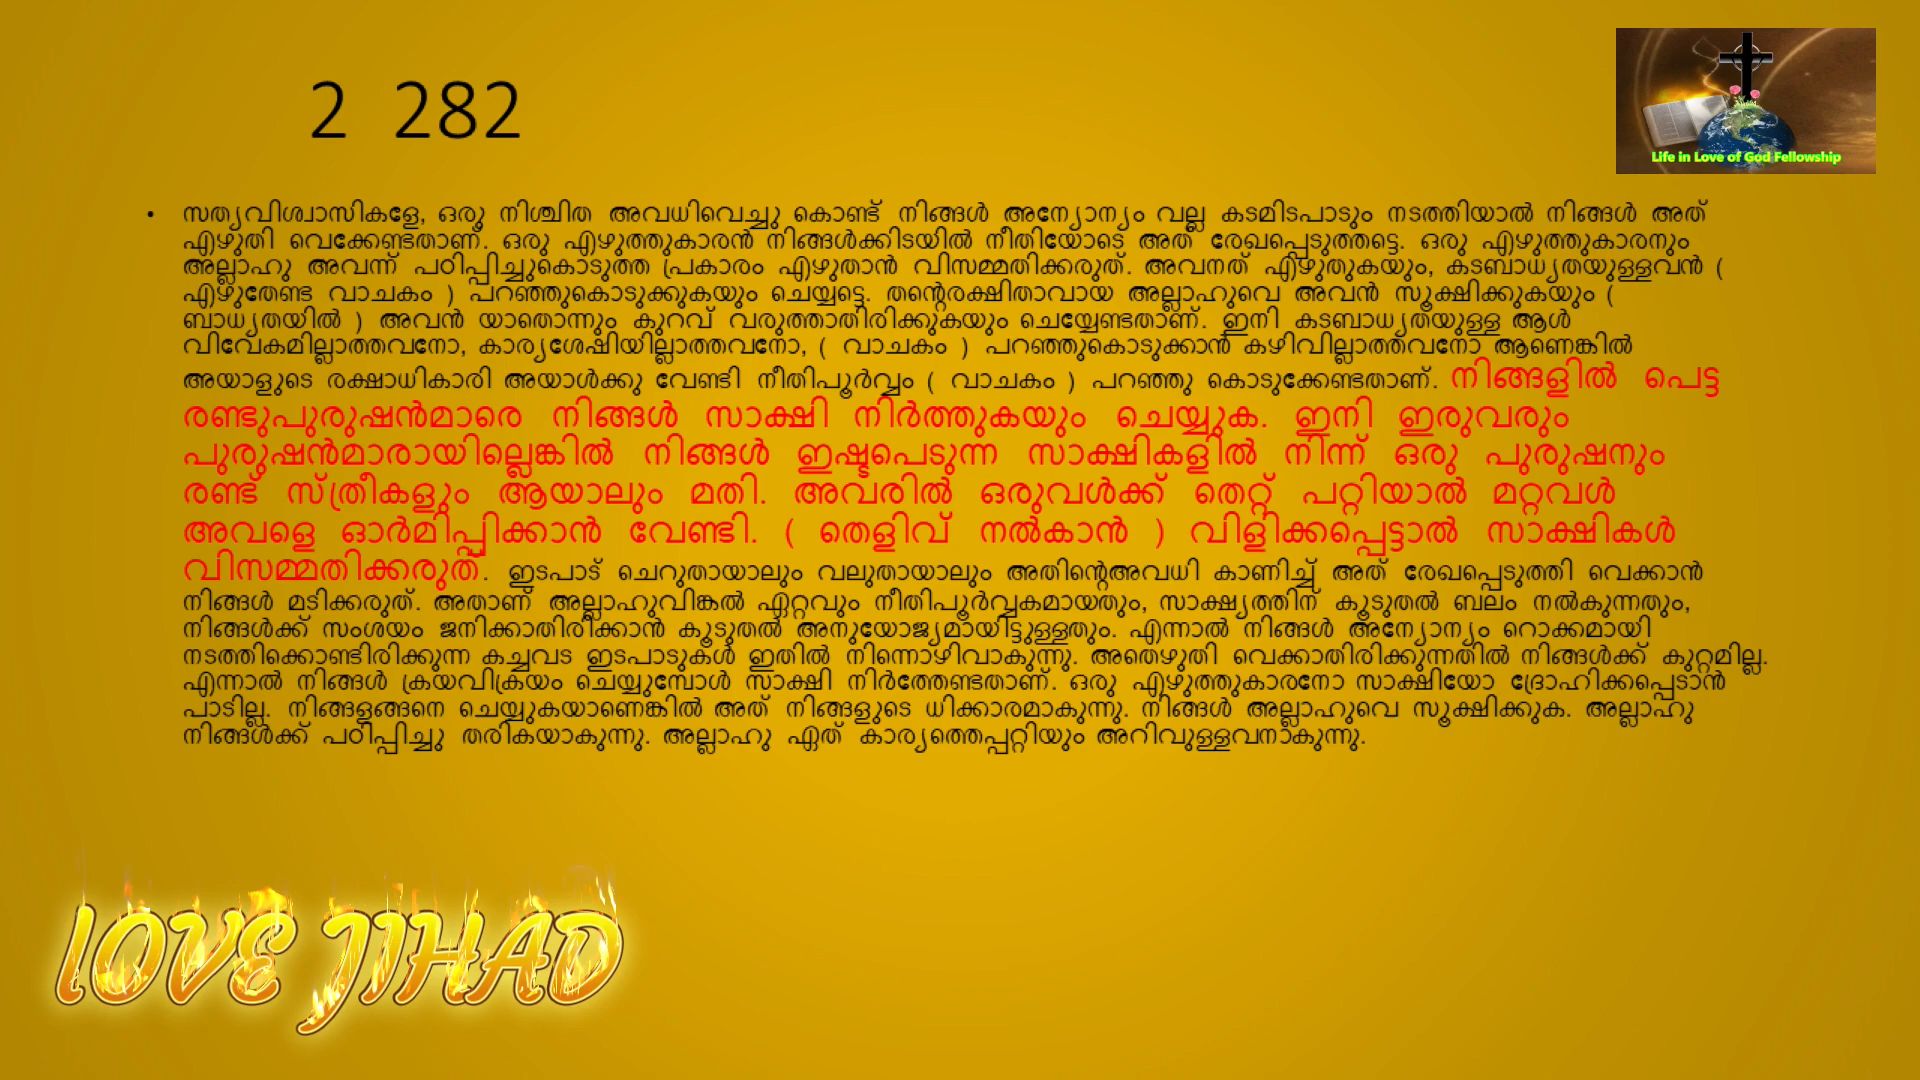 2 282
Life in Love of God Fellowship
• സത്യവിശ്വാസികളേ, ഒരു നിശ്ചിത അവധിവെച്ചു കൊണ്ട് നിങ്ങൾ അന്യോന്യം വല്ല കടമിടപാടും നടത്തിയാൽ നിങ്ങൾ അത്
എഴുതി വെക്കേണ്ടതാണ്. ഒരു എഴുത്തുകാരൻ നിങ്ങൾക്കിടയിൽ നീതിയോടെ അത് രേഖപ്പെടുത്തട്ടെ. ഒരു എഴുത്തുകാരനും
അല്ലാഹു അവന്ന് പഠിപ്പിച്ചുകൊടുത്ത പ്രകാരം എഴുതാൻ വിസമ്മതിക്കരുത്. അവനത് എഴുതുകയും, കടബാധ്യതയുള്ളവൻ (
എഴുതേണ്ട വാചകം ) പറഞ്ഞുകൊടുക്കുകയും ചെയ്യട്ടെ. തന്റെരക്ഷിതാവായ അല്ലാഹുവെ അവൻ സൂക്ഷിക്കുകയും (
ബാധ്യതയിൽ ) അവൻ യാതൊന്നും കുറവ് വരുത്താതിരിക്കുകയും ചെയ്യേണ്ടതാണ്. ഇനി കടബാധ്യതയുള്ള ആൾ
വിവേകമില്ലാത്തവനോ, കാര്യശേഷിയില്ലാത്തവനോ, ( വാചകം ) പറഞ്ഞുകൊടുക്കാൻ കഴിവില്ലാത്തവനോ ആണെങ്കിൽ
അയാളുടെ രക്ഷാധികാരി അയാൾക്കു വേണ്ടി നീതിപൂർവ്വം ( വാചകം ) പറഞ്ഞു കൊടുക്കേണ്ടതാണ്. നിങ്ങളിൽ പെട്ട
രണ്ടുപുരുഷൻമാരെ നിങ്ങൾ സാക്ഷി നിർത്തുകയും ചെയ്യുക. ഇനി ഇരുവരും
പുരുഷൻമാരായില്ലെങ്കിൽ നിങ്ങൾ ഇഷ്ടപെടുന്ന സാക്ഷികളിൽ നിന്ന് ഒരു പുരുഷനും
രണ്ട് സ്ത്രീകളും ആയാലും മതി. അവരിൽ ഒരുവൾക്ക് തെറ്റ് പറ്റിയാൽ മറ്റവൾ
അവളെ ഓർമിപ്പിക്കാൻ വേണ്ടി. ( തെളിവ് നൽകാൻ ) വിളിക്കപ്പെട്ടാൽ സാക്ഷികൾ
വിസമ്മതിക്കരുത്. ഇടപാട് ചെറുതായാലും വലുതായാലും അതിന്റെഅവധി കാണിച്ച് അത് രേഖപ്പെടുത്തി വെക്കാൻ
നിങ്ങൾ മടിക്കരുത്. അതാണ് അല്ലാഹുവിങ്കൽ ഏറ്റവും നീതിപൂർവ്വകമായതും, സാക്ഷ്യത്തിന് കൂടുതൽ ബലം നൽകുന്നതും,
നിങ്ങൾക്ക് സംശയം ജനിക്കാതിരിക്കാൻ കൂടുതൽ അനുയോജ്യമായിട്ടുള്ളതും. എന്നാൽ നിങ്ങൾ അന്യോന്യം റൊക്കമായി
നടത്തിക്കൊണ്ടിരിക്കുന്ന കച്ചവട ഇടപാടുകൾ ഇതിൽ നിന്നൊഴിവാകുന്നു. അതെഴുതി വെക്കാതിരിക്കുന്നതിൽ നിങ്ങൾക്ക് കുറ്റമില്ല.
എന്നാൽ നിങ്ങൾ ക്രയവിക്രയം ചെയ്യുമ്പോൾ സാക്ഷി നിർത്തേണ്ടതാണ്. ഒരു എഴുത്തുകാരനോ സാക്ഷിയോ ദ്രോഹിക്കപ്പെടാൻ
പാടില്ല. നിങ്ങളങ്ങനെ ചെയ്യുകയാണെങ്കിൽ അത് നിങ്ങളുടെ ധിക്കാരമാകുന്നു. നിങ്ങൾ അല്ലാഹുവെ സൂക്ഷിക്കുക. അല്ലാഹു
നിങ്ങൾക്ക് പഠിപ്പിച്ചു തരികയാകുന്നു. അല്ലാഹു ഏത് കാര്യത്തെപ്പറ്റിയും അറിവുള്ളവനാകുന്നു.
LOVE JIHAD